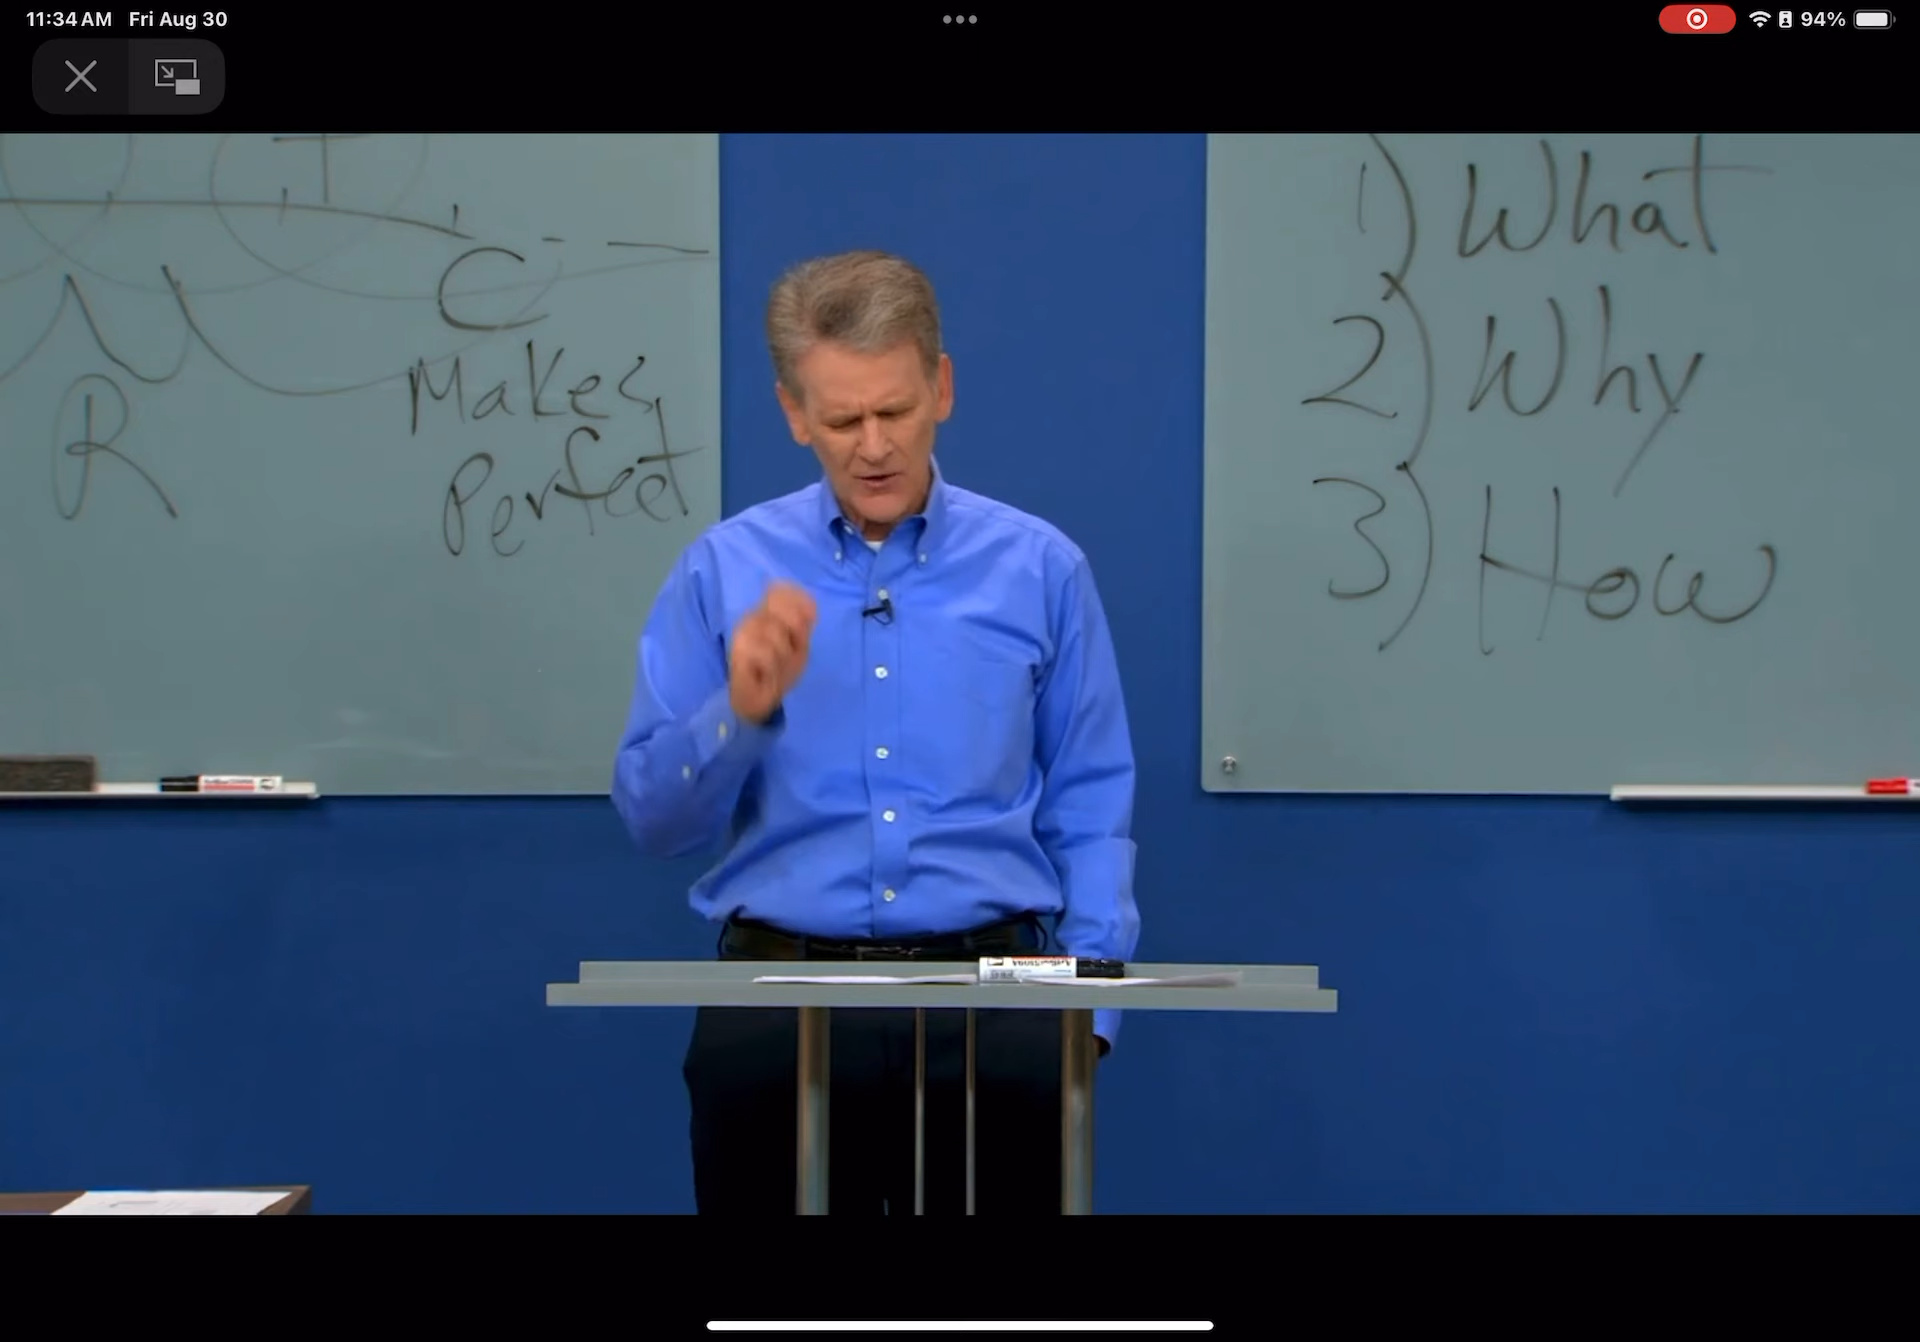 11:34 AM Fri Aug 30
94%
C
Makes
Perfect
R
1) What
2) Why
3) How